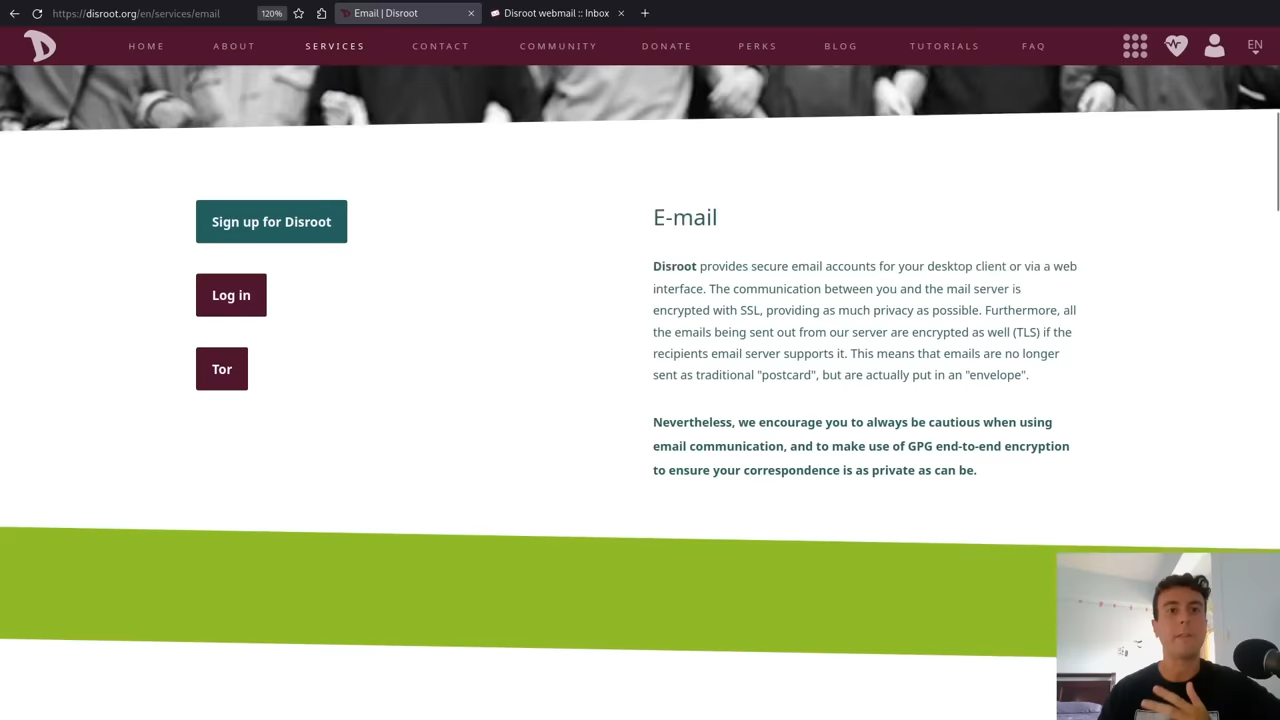 https://disroot.org/en/services/email
120%
Email | Disroot
Disroot webmail :: Inbox
HOME
ABOUT
SERVICES
CONTACT
COMMUNITY
DONATE
PERKS
BLOG
TUTORIALS
FAQ
EN
Sign up for Disroot
Log in
Tor
E-mail
Disroot provides secure email accounts for your desktop client or via a web
interface. The communication between you and the mail server is
encrypted with SSL, providing as much privacy as possible. Furthermore, all
the emails being sent out from our server are encrypted as well (TLS) if the
recipients email server supports it. This means that emails are no longer
sent as traditional "postcard", but are actually put in an "envelope".
Nevertheless, we encourage you to always be cautious when using
email communication, and to make use of GPG end-to-end encryption
to ensure your correspondence is as private as can be.